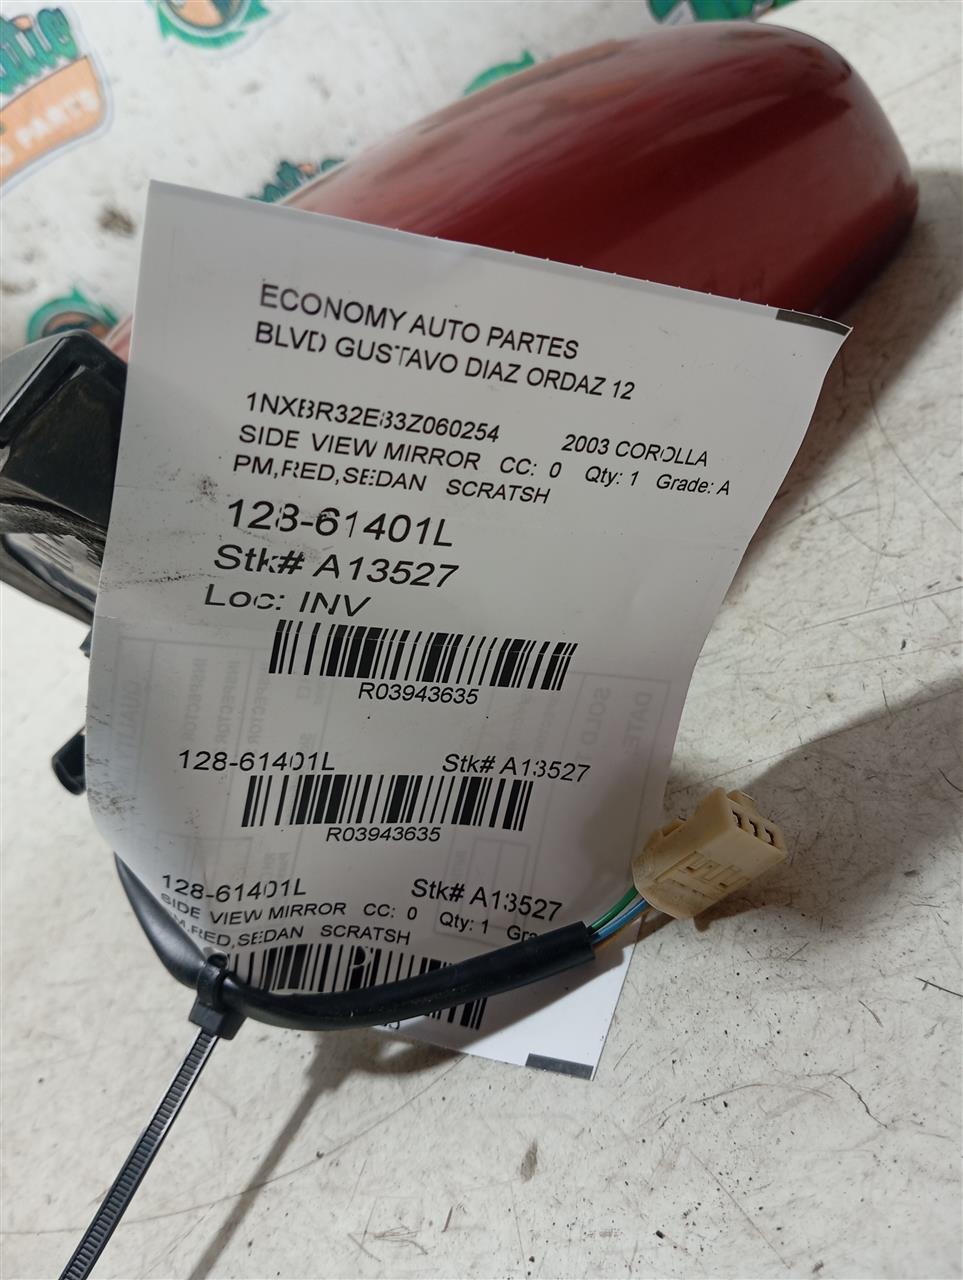 PARTS
ECONOMY AUTO PARTES
BLVD GUSTAVO DIAZ ORDAZ 12
1NXBR32E83Z060254 2003 COROLLA
SIDE VIEW MIRROR CC: 0 Qty: 1 Grade: A
PM,RED,SEDAN SCRATSH
128-61401L
Stk# A13527
Loc: INV
R03943635
128-61401L Stk# A13527
R03943635
128-61401L Stk# A13527
SIDE VIEW MIRROR CC: 0 Qty: 1
RED,SEDAN SCRATSH